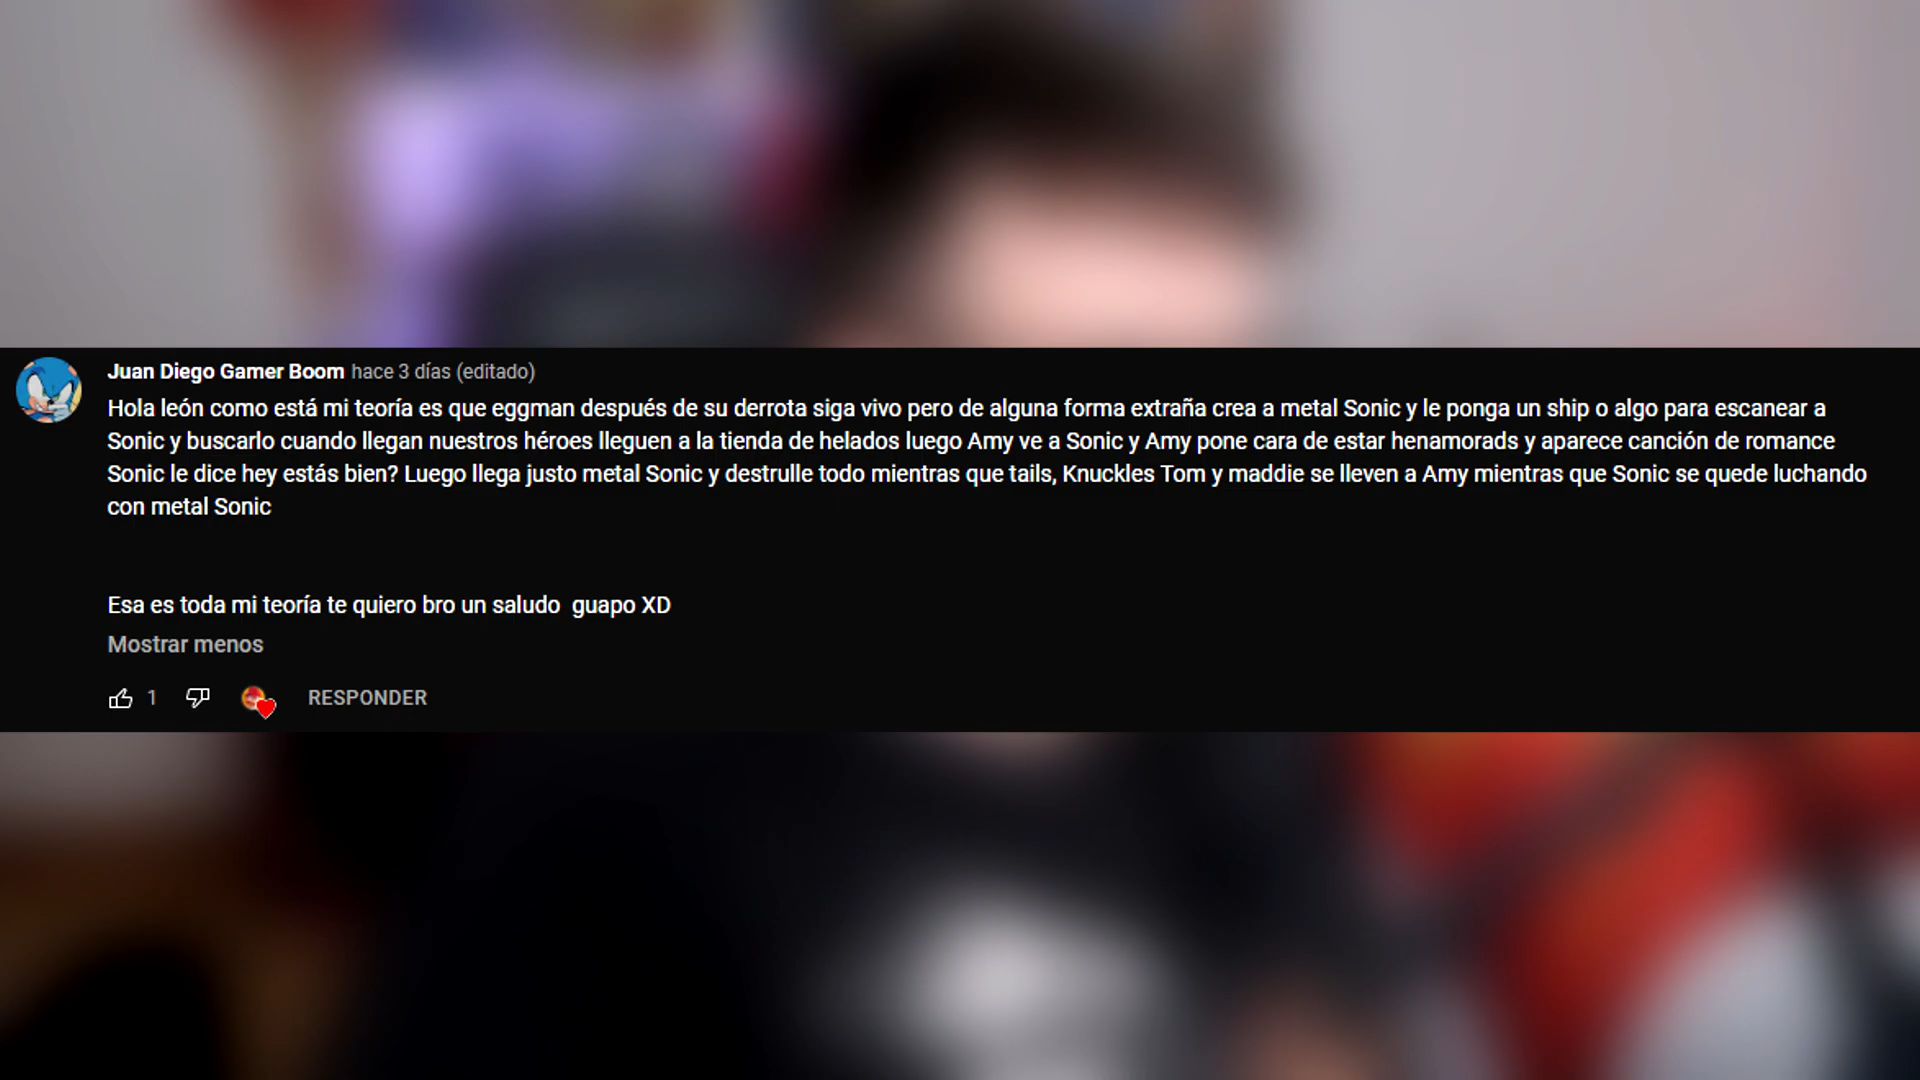 Juan Diego Gamer Boom hace 3 días (editado)
Hola león como está mi teoría es que eggman después de su derrota siga vivo pero de alguna forma extraña crea a metal Sonic y le ponga un ship o algo para escanear a
Sonic y buscarlo cuando llegan nuestros héroes lleguen a la tienda de helados luego Amy ve a Sonic y Amy pone cara de estar henamorads y aparece canción de romance
Sonic le dice hey estás bien? Luego llega justo metal Sonic y destrulle todo mientras que tails, Knuckles Tom y maddie se lleven a Amy mientras que Sonic se quede luchando
con metal Sonic
Esa es toda mi teoría te quiero bro un saludo  guapo XD
Mostrar menos
1 RESPONDER